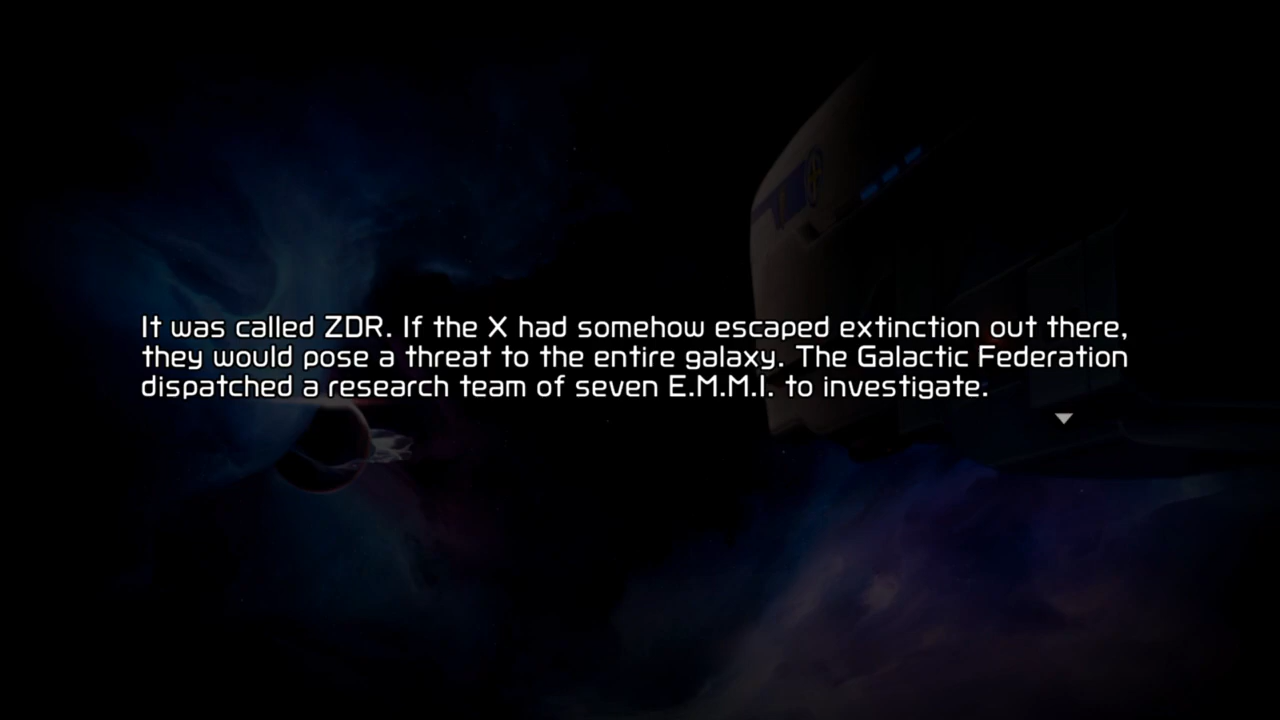 It was called ZDR. If the X had somehow escaped extinction out there,
they would pose a threat to the entire galaxy. The Galactic Federation
dispatched a research team of seven E.M.M.I. to investigate.